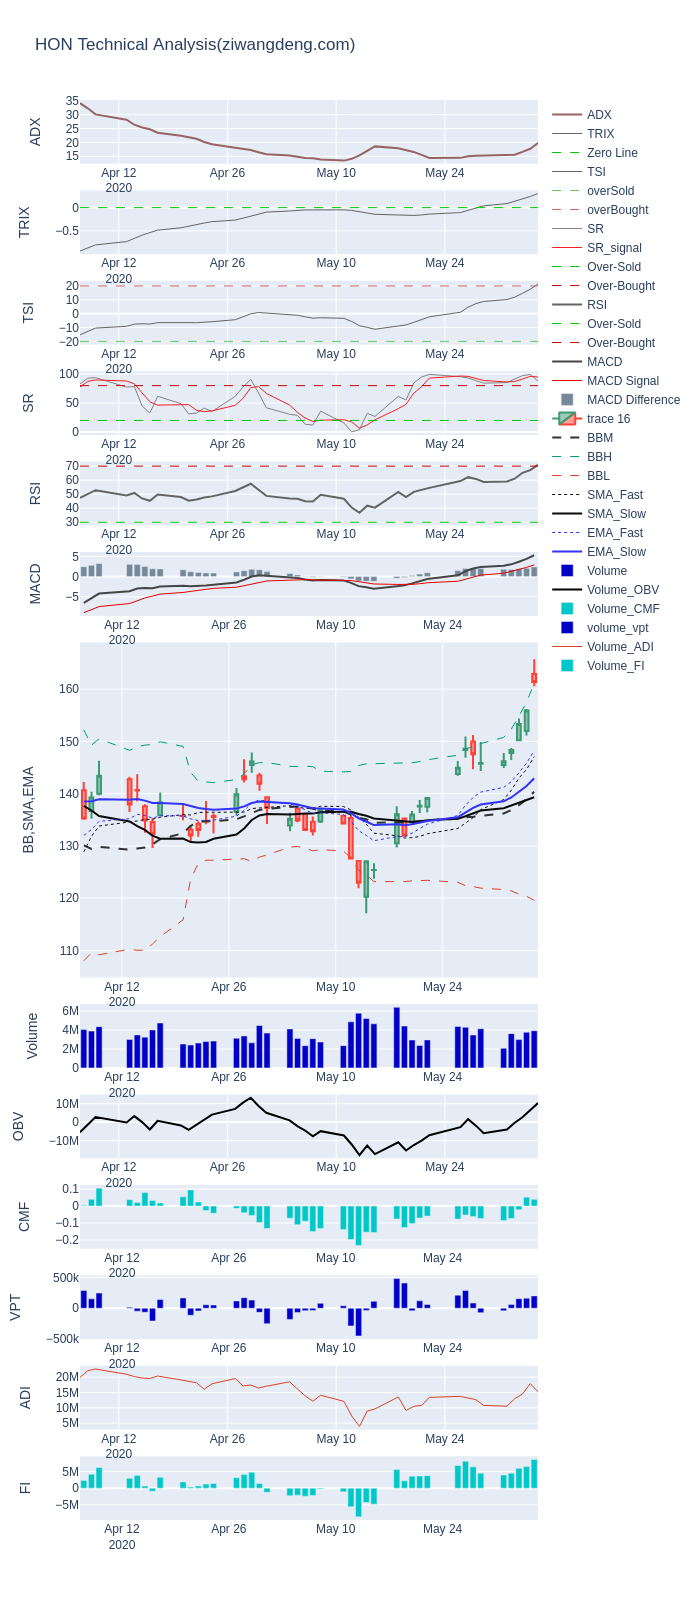 HON Technical Analysis(ziwangdeng.com)
ADX
35
30
25
20
15
Apr 12
2020
Apr 26
May 10
May 24
TRIX
0
−0.5
Apr 12
2020
Apr 26
May 10
May 24
TSI
20
10
0
−10
−20
Apr 12
2020
Apr 26
May 10
May 24
SR
100
50
0
Apr 12
2020
Apr 26
May 10
May 24
RSI
70
60
50
40
30
Apr 12
2020
Apr 26
May 10
May 24
MACD
5
0
−5
Apr 12
2020
Apr 26
May 10
May 24
BB,SMA,EMA
160
150
140
130
120
110
Apr 12
2020
Apr 26
May 10
May 24
Volume
6M
4M
2M
0
Apr 12
2020
Apr 26
May 10
May 24
OBV
10M
0
−10M
Apr 12
2020
Apr 26
May 10
May 24
CMF
0.1
0
−0.1
−0.2
Apr 12
2020
Apr 26
May 10
May 24
VPT
500k
0
−500k
Apr 12
2020
Apr 26
May 10
May 24
ADI
20M
15M
10M
5M
Apr 12
2020
Apr 26
May 10
May 24
FI
5M
0
−5M
Apr 12
2020
Apr 26
May 10
May 24
ADX
TRIX
Zero Line
TSI
overSold
overBought
SR
SR_signal
Over-Sold
Over-Bought
RSI
Over-Sold
Over-Bought
MACD
MACD Signal
MACD Difference
trace 16
BBM
BBH
BBL
SMA_Fast
SMA_Slow
EMA_Fast
EMA_Slow
Volume
Volume_OBV
Volume_CMF
volume_vpt
Volume_ADI
Volume_FI